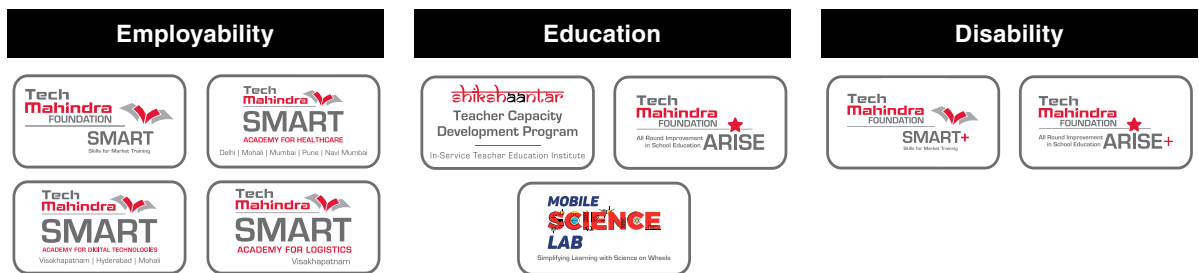 Employability
Tech
Mahindra
FOUNDATION
SMART
Skills for Market Training
Tech
Mahindra
SMART
ACADEMY FOR HEALTHCARE
Delhi | Mohali | Mumbai | Pune | Navi Mumbai
Tech
Mahindra
SMART
ACADEMY FOR DIGITAL TECHNOLOGIES
Visakhapatnam | Hyderabad | Mohali
Tech
Mahindra
SMART
ACADEMY FOR LOGISTICS
Visakhapatnam
Education
shikshaantar
Teacher Capacity
Development Program
In-Service Teacher Education Institute
Tech
Mahindra
FOUNDATION
All Round Improvement
in School Education
ARISE
MOBILE
SCIENCE
LAB
Simplifying Learning with Science on Wheels
Disability
Tech
Mahindra
FOUNDATION
SMART+
Skills for Market Training
Tech
Mahindra
FOUNDATION
All Round Improvement
in School Education
ARISE+